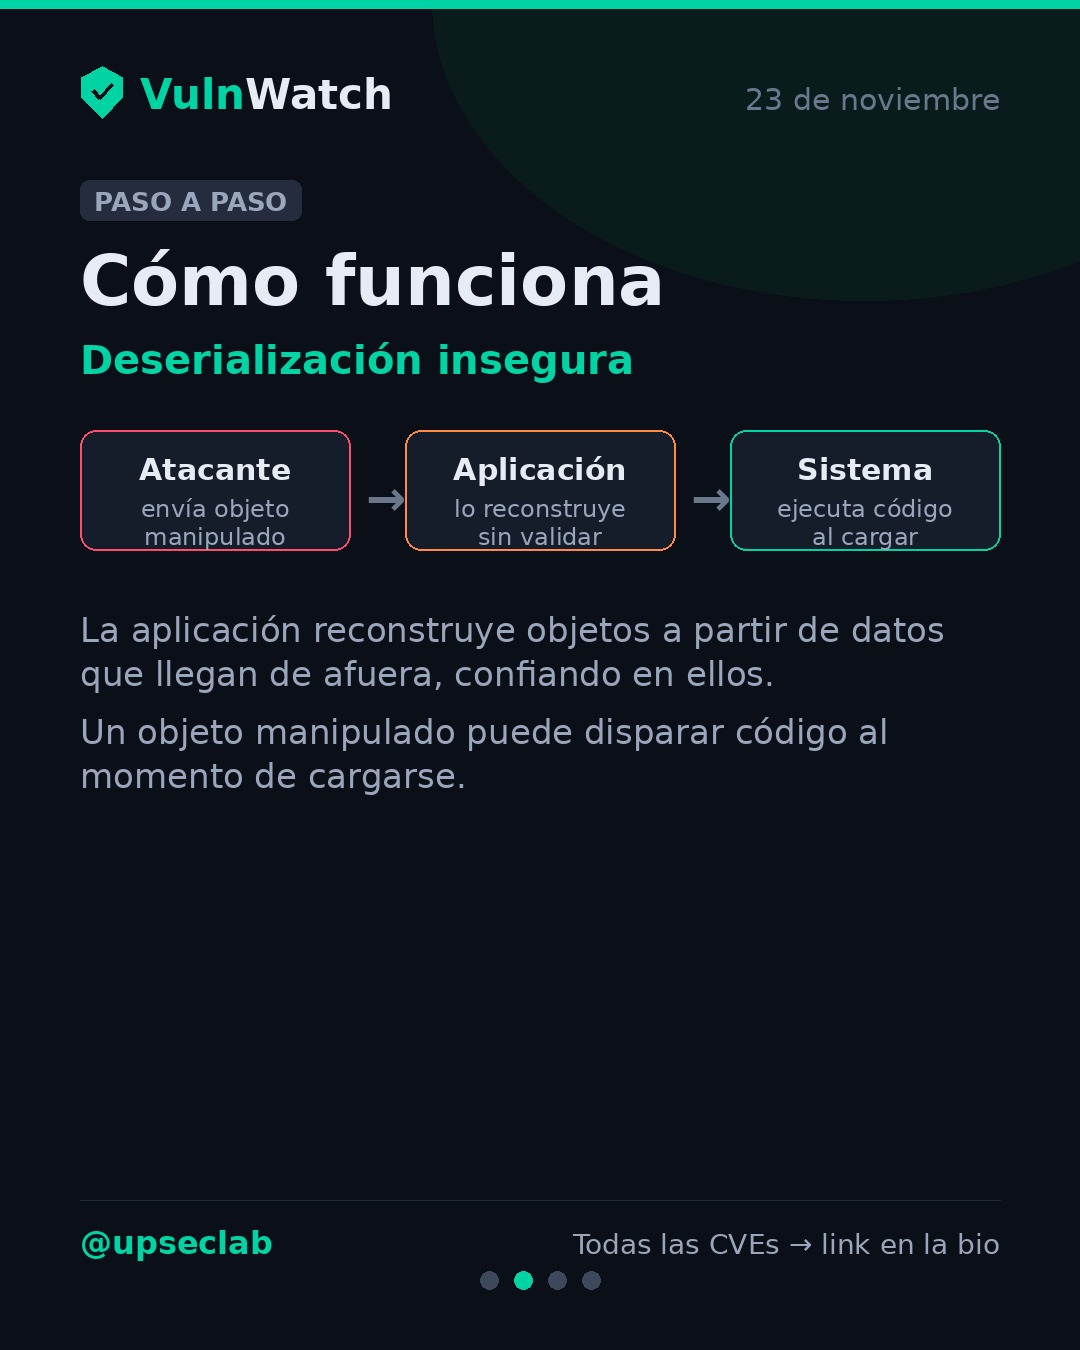 VulnWatch
23 de noviembre
PASO A PASO
Cómo funciona
Deserialización insegura
Atacante
envía objeto
manipulado
→
Aplicación
lo reconstruye
sin validar
→
Sistema
ejecuta código
al cargar
La aplicación reconstruye objetos a partir de datos
que llegan de afuera, confiando en ellos.
Un objeto manipulado puede disparar código al
momento de cargarse.
@upseclab
Todas las CVEs → link en la bio